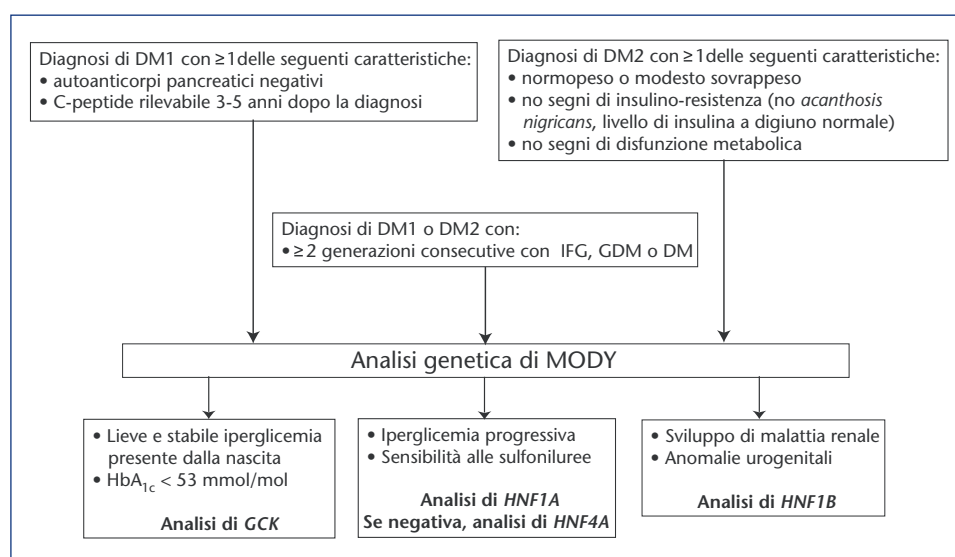 Diagnosi di DM1 con ≥1delle seguenti caratteristiche:
• autoanticorpi pancreatici negativi
• C-peptide rilevabile 3-5 anni dopo la diagnosi
Diagnosi di DM2 con ≥1delle seguenti caratteristiche:
• normopeso o modesto sovrappeso
• no segni di insulino-resistenza (no acanthosis
nigricans, livello di insulina a digiuno normale)
• no segni di disfunzione metabolica
Diagnosi di DM1 o DM2 con:
• ≥2 generazioni consecutive con IFG, GDM o DM
Analisi genetica di MODY
• Lieve e stabile iperglicemia
presente dalla nascita
• HbA1c < 53 mmol/mol
Analisi di GCK
• Iperglicemia progressiva
• Sensibilità alle sulfoniluree
Analisi di HNF1A
Se negativa, analisi di HNF4A
• Sviluppo di malattia renale
• Anomalie urogenitali
Analisi di HNF1B